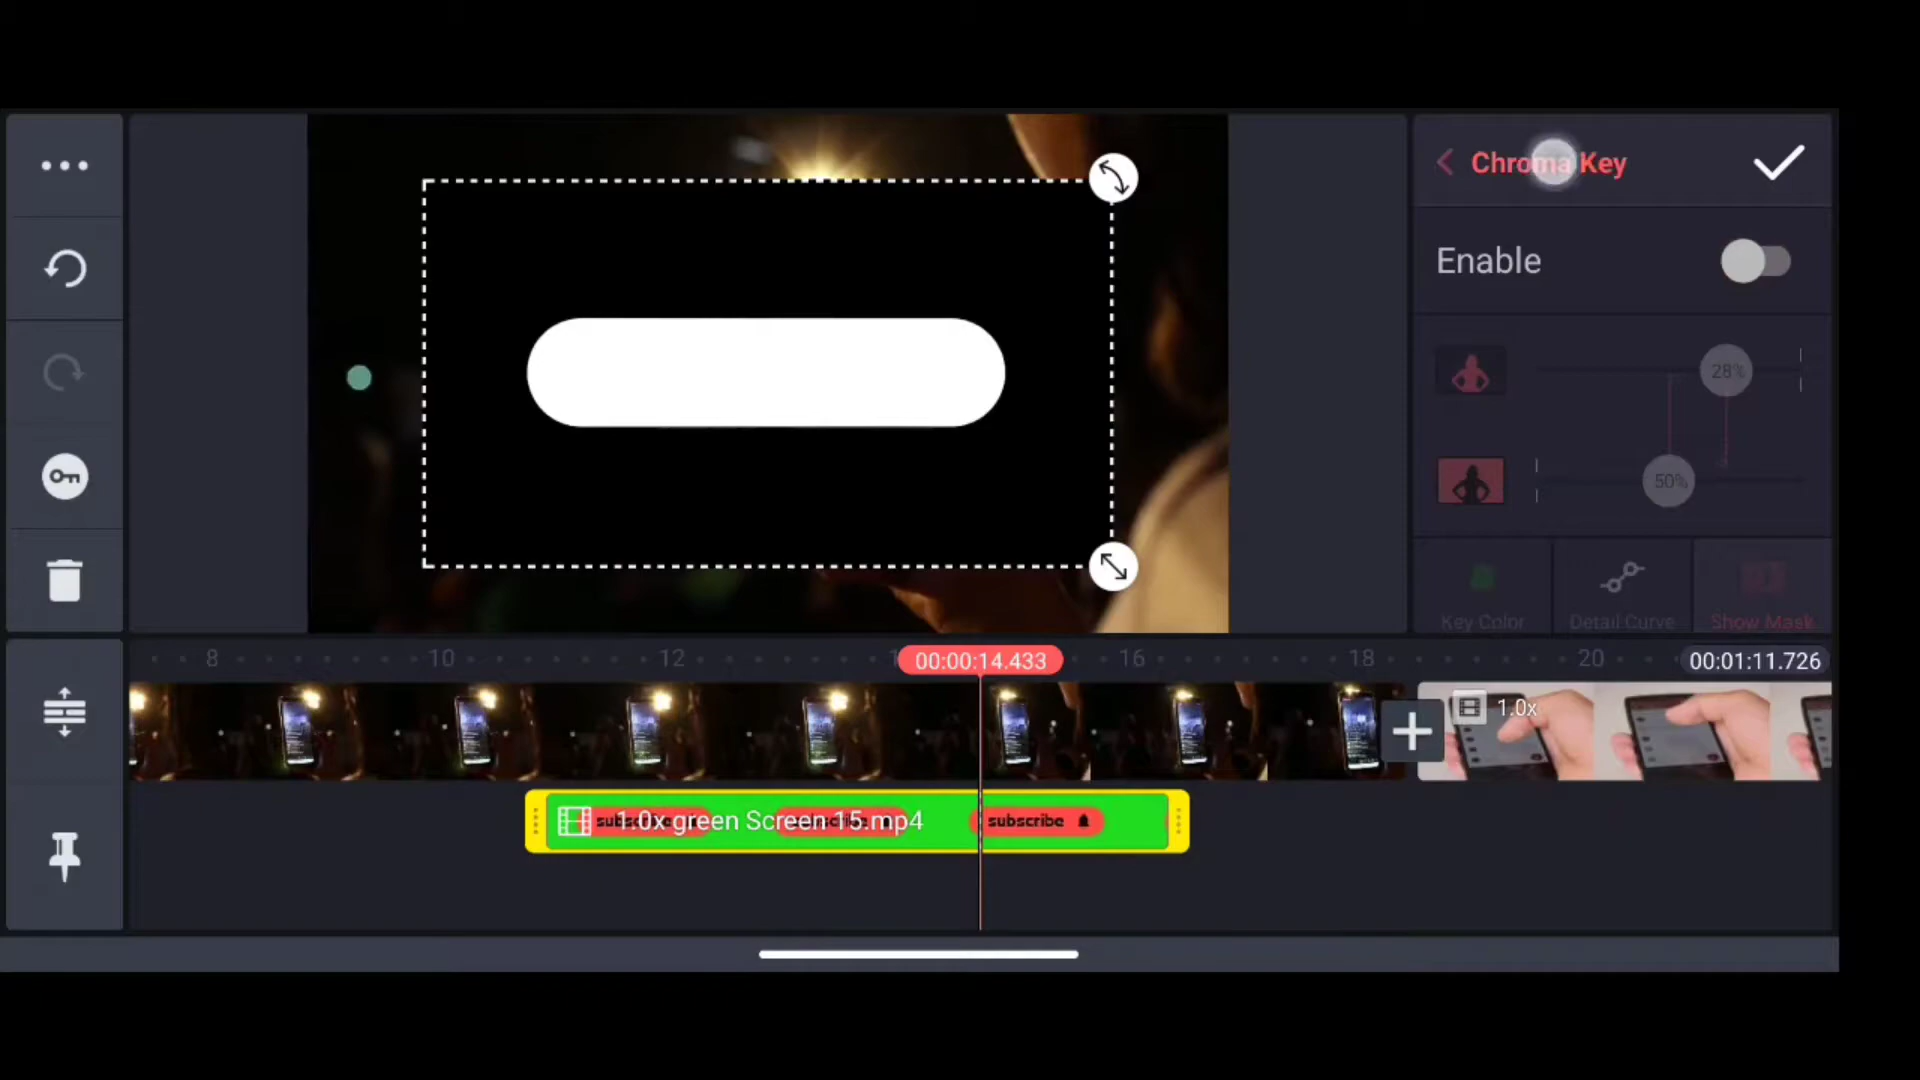 Chroma Key
Enable
28%
50%
Key Color
Detail Curve
Show Mask
8
10
12
00:00:14.433
16
18
20
00:01:11.726
1.0x
1.0x green Screen 15.mp4
subscribe